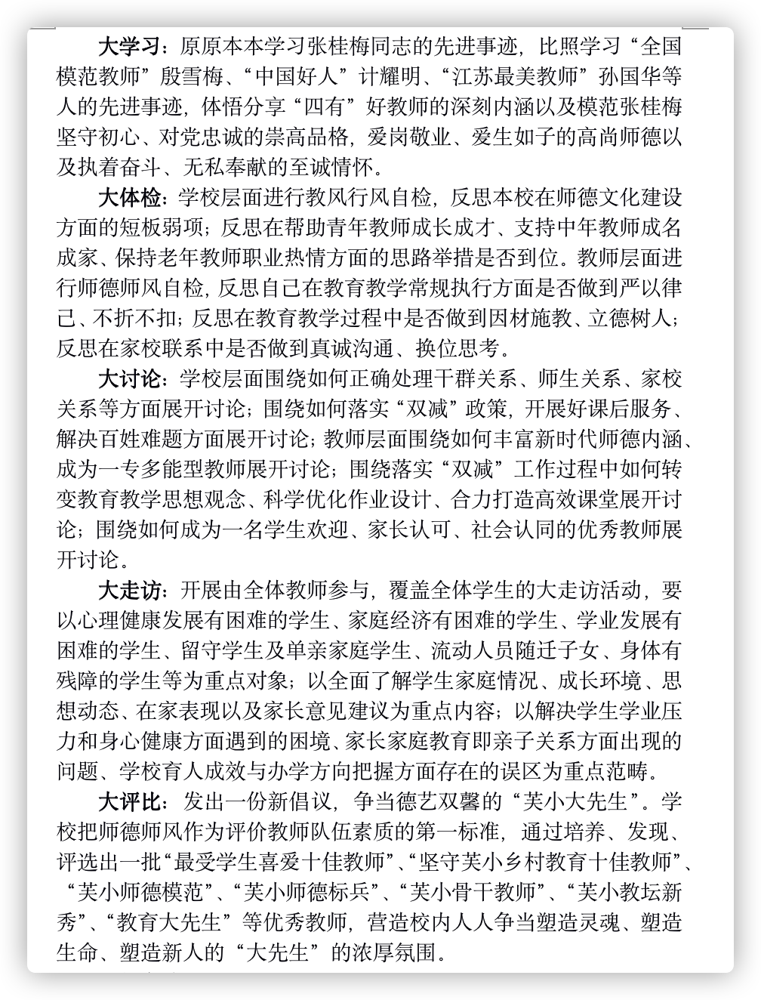 大学习：原原本本学习张桂梅同志的先进事迹，比照学习“全国
模范教师”殷雪梅、“中国好人”计耀明、“江苏最美教师”孙国华等
人的先进事迹，体悟分享“四有”好教师的深刻内涵以及模范张桂梅
坚守初心、对党忠诚的崇高品格，爱岗敬业、爱生如子的高尚师德以
及执着奋斗、无私奉献的至诚情怀。
大体检：学校层面进行教风行风自检，反思本校在师德文化建设
方面的短板弱项；反思在帮助青年教师成长成才、支持中年教师成名
成家、保持老年教师职业热情方面的思路举措是否到位。教师层面进
行师德师风自检，反思自己在教育教学常规执行方面是否做到严以律
己、不折不扣；反思在教育教学过程中是否做到因材施教、立德树人；
反思在家校联系中是否做到真诚沟通、换位思考。
大讨论：学校层面围绕如何正确处理干群关系、师生关系、家校
关系等方面展开讨论；围绕如何落实“双减”政策，开展好课后服务、
解决百姓难题方面展开讨论；教师层面围绕如何丰富新时代师德内涵、
成为一专多能型教师展开讨论；围绕落实“双减”工作过程中如何转
变教育教学思想观念、科学优化作业设计、合力打造高效课堂展开讨
论；围绕如何成为一名学生欢迎、家长认可、社会认同的优秀教师展
开讨论。
大走访：开展由全体教师参与，覆盖全体学生的大走访活动，要
以心理健康发展有困难的学生、家庭经济有困难的学生、学业发展有
困难的学生、留守学生及单亲家庭学生、流动人员随迁子女、身体有
残障的学生等为重点对象；以全面了解学生家庭情况、成长环境、思
想动态、在家表现以及家长意见建议为重点内容；以解决学生学业压
力和身心健康方面遇到的困境、家长家庭教育即亲子关系方面出现的
问题、学校育人成效与办学方向把握方面存在的误区为重点范畴。
大评比：发出一份新倡议，争当德艺双馨的“芙小大先生”。学
校把师德师风作为评价教师队伍素质的第一标准，通过培养、发现、
评选出一批“最受学生喜爱十佳教师”、“坚守芙小乡村教育十佳教师”、
“芙小师德模范”、“芙小师德标兵”、“芙小骨干教师”、“芙小教坛新
秀”、“教育大先生”等优秀教师，营造校内人人争当塑造灵魂、塑造
生命、塑造新人的“大先生”的浓厚氛围。